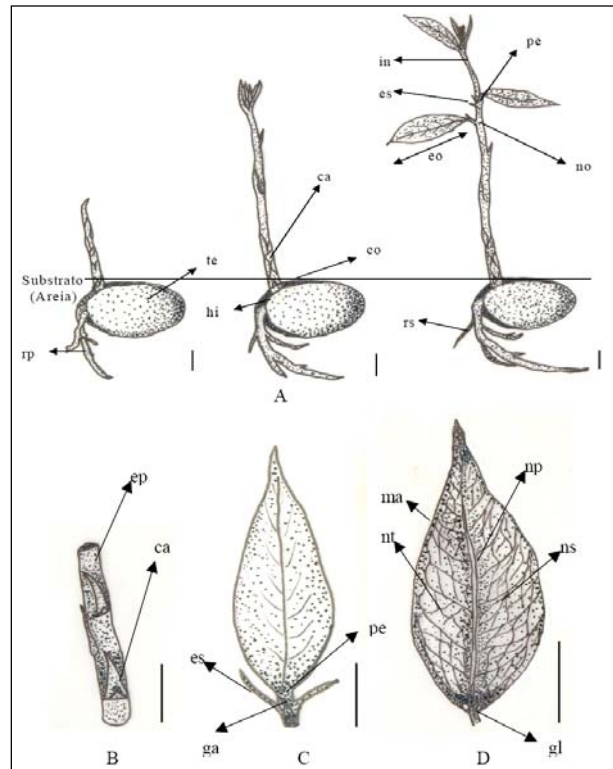 pe
in
es
eo
no
ca
te
co
Substrato
(Areia)
hi
rp
rs
A
ep
ca
B
es
pe
ga
C
ma
np
nt
ns
gl
D